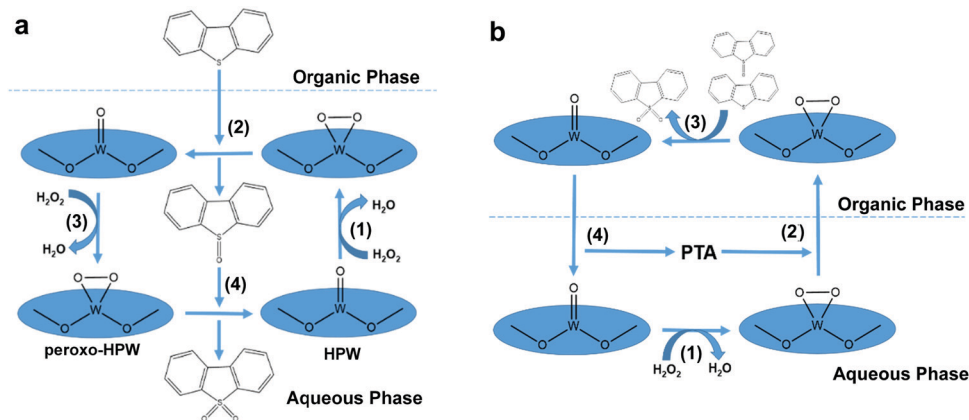 a
S
Organic Phase
O
W
O
O
(2)
O
O
W
O
O
H₂O₂
(3)
H₂O
S
O
H₂O
(1)
H₂O₂
O
O
W
O
O
peroxo-HPW
(4)
O
W
O
O
HPW
S
O
O
Aqueous Phase
b
S
O
S
S
O
O
(3)
O
W
O
O
O
O
W
O
O
Organic Phase
(4)
PTA
(2)
O
W
O
O
H₂O₂
(1)
H₂O
O
O
W
O
O
Aqueous Phase